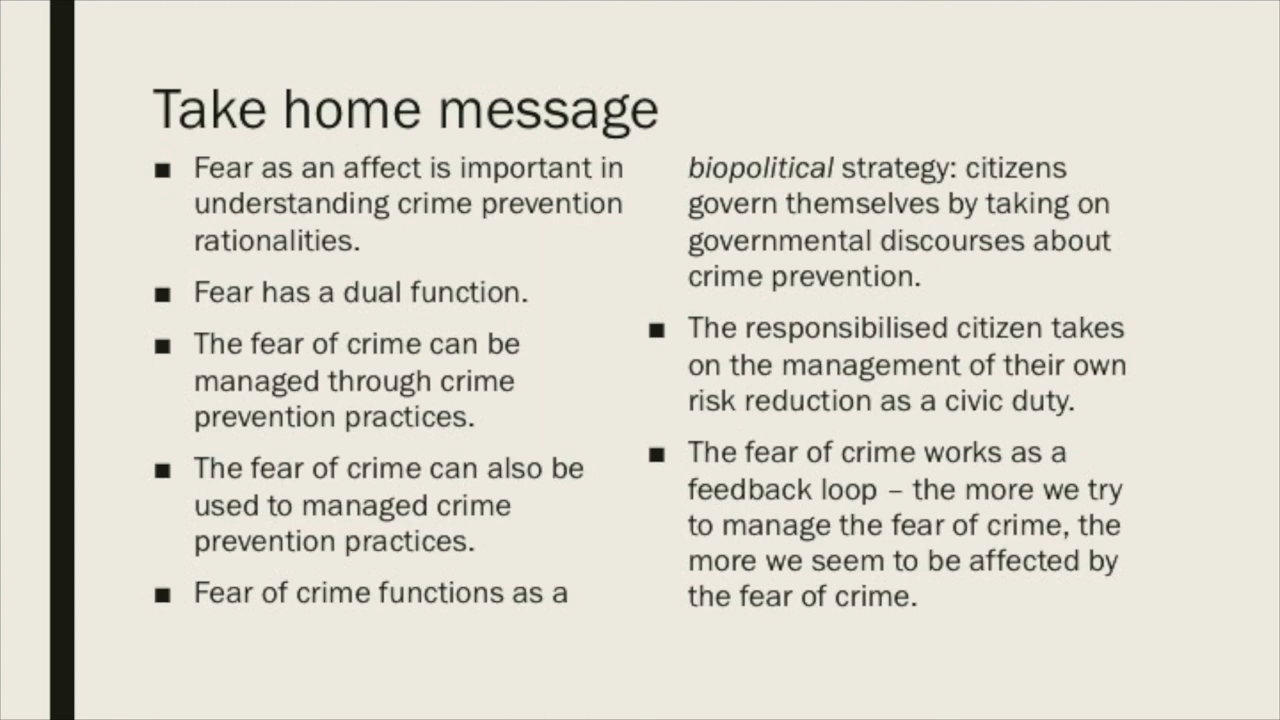 Take home message
■ Fear as an affect is important in
understanding crime prevention
rationalities.
■ Fear has a dual function.
■ The fear of crime can be
managed through crime
prevention practices.
■ The fear of crime can also be
used to managed crime
prevention practices.
■ Fear of crime functions as a
biopolitical strategy: citizens
govern themselves by taking on
governmental discourses about
crime prevention.
■ The responsibilised citizen takes
on the management of their own
risk reduction as a civic duty.
■ The fear of crime works as a
feedback loop – the more we try
to manage the fear of crime, the
more we seem to be affected by
the fear of crime.